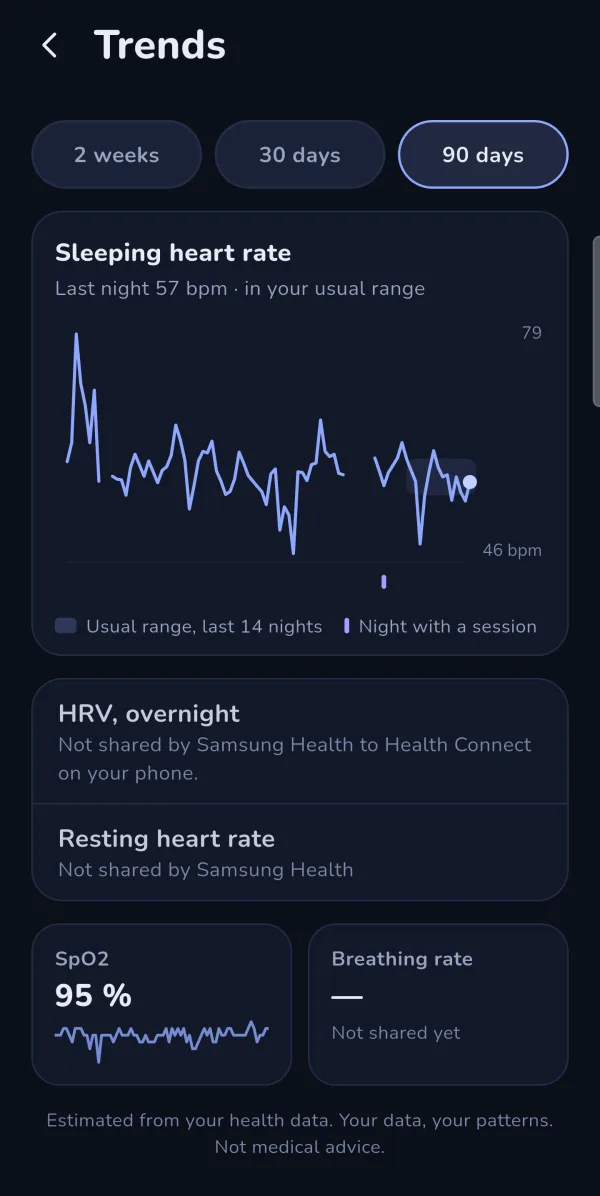 Trends
2 weeks
30 days
90 days
Sleeping heart rate
Last night 57 bpm · in your usual range
79
46 bpm
Usual range, last 14 nights
Night with a session
HRV, overnight
Not shared by Samsung Health to Health Connect
on your phone.
Resting heart rate
Not shared by Samsung Health
SpO2
95 %
Breathing rate
—
Not shared yet
Estimated from your health data. Your data, your patterns.
Not medical advice.